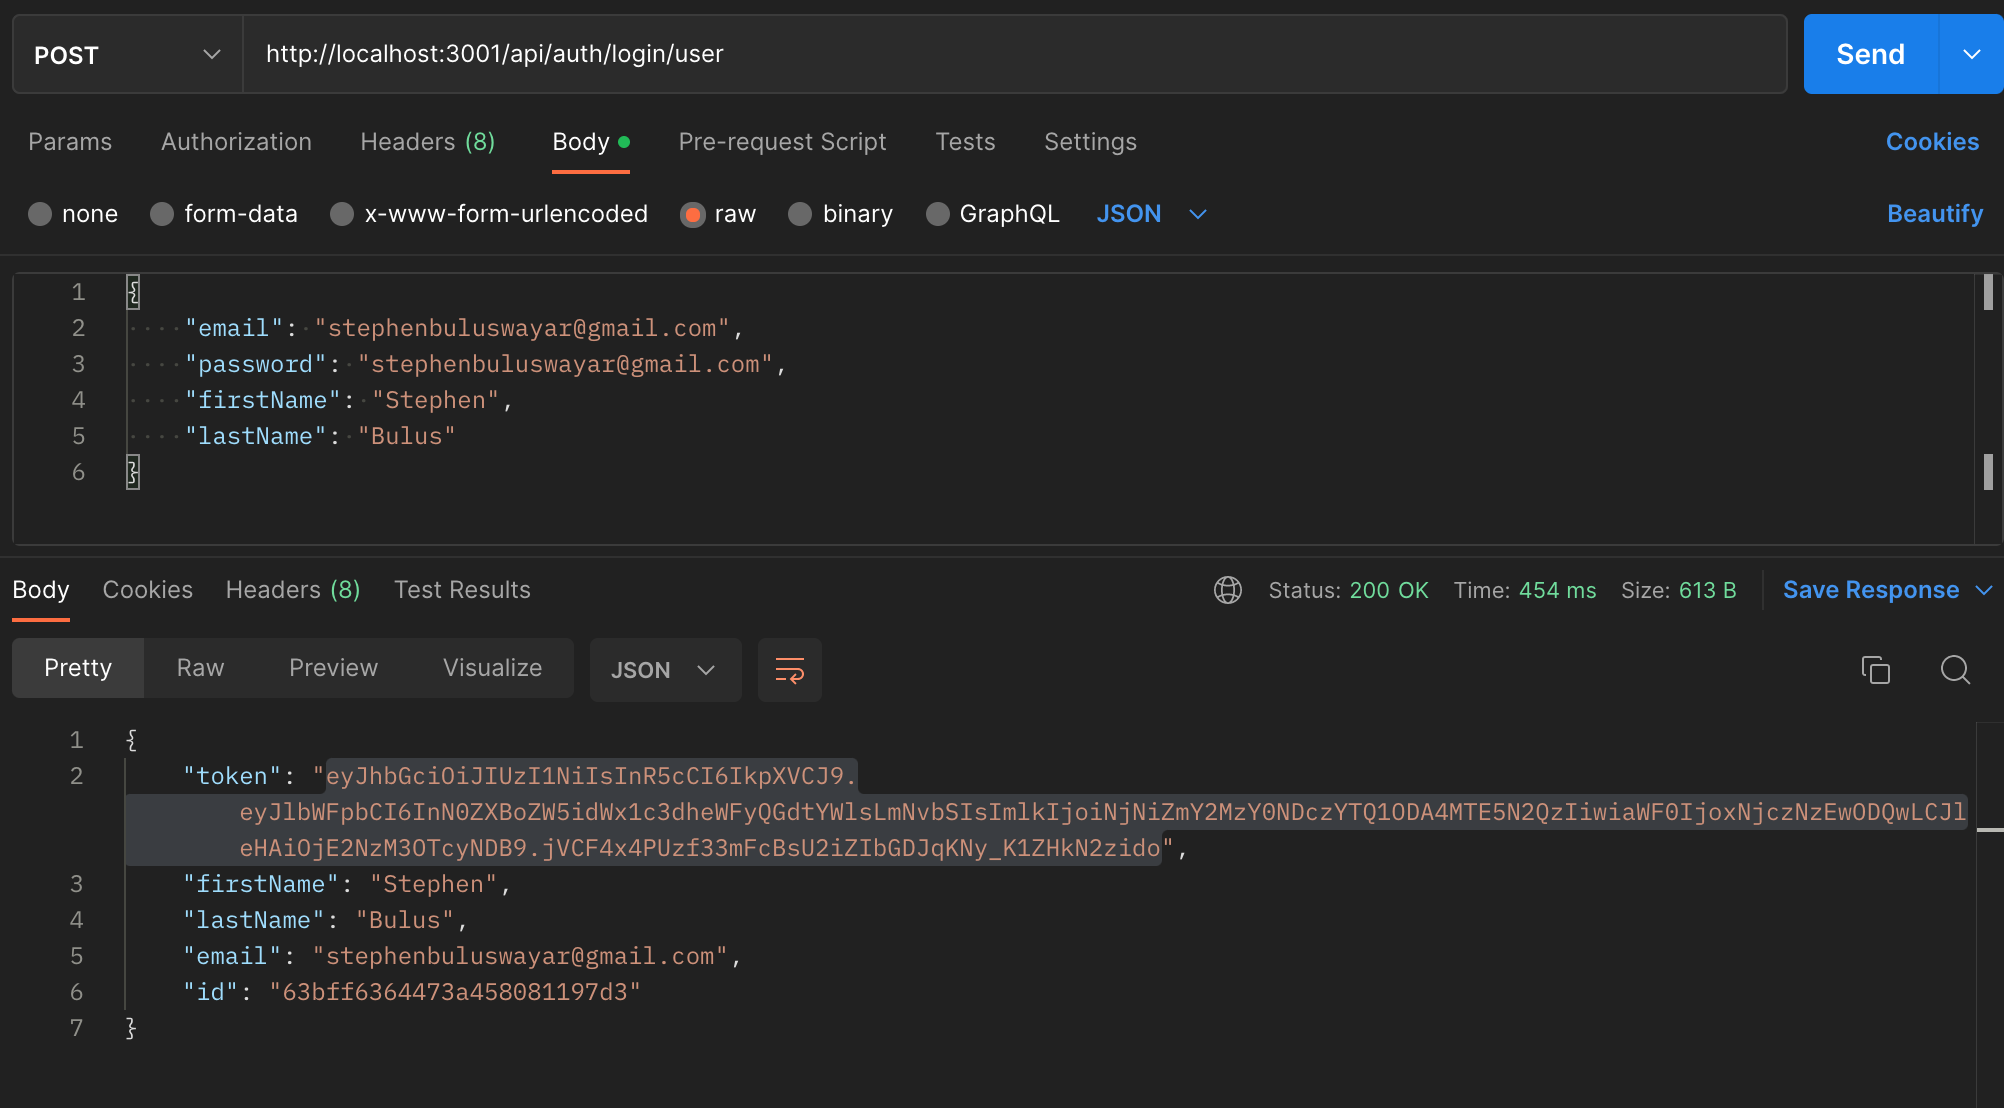 POST
http://localhost:3001/api/auth/login/user
Send
Params Authorization Headers (8) Body Pre-request Script Tests Settings Cookies
none form-data x-www-form-urlencoded raw binary GraphQL JSON Beautify
1 {
2 "email": "stephenbuluswayar@gmail.com",
3 "password": "stephenbuluswayar@gmail.com",
4 "firstName": "Stephen",
5 "lastName": "Bulus"
6 }
Body Cookies Headers (8) Test Results Status: 200 OK Time: 454 ms Size: 613 B Save Response
Pretty Raw Preview Visualize JSON
1 {
2 "token": "eyJhbGciOiJIUzI1NiIsInR5cCI6IkpXVCJ9.
eyJlbWFpbCI6InN0ZXBoZW5idWx1c3dheWFyQGdtYWlsLmNvbSIsImlkIjoiNjNiZmY2MzY0NDczYTQ1ODA4MTE5N2QzIiwiaWF0IjoxNjczNzEwODQwLCJl
eHAiOjE2NzM3OTcyNDB9.jVCF4x4PUzf33mFcBsU2iZIbGDJqKNy_K1ZHkN2zido",
3 "firstName": "Stephen",
4 "lastName": "Bulus",
5 "email": "stephenbuluswayar@gmail.com",
6 "id": "63bff6364473a458081197d3"
7 }